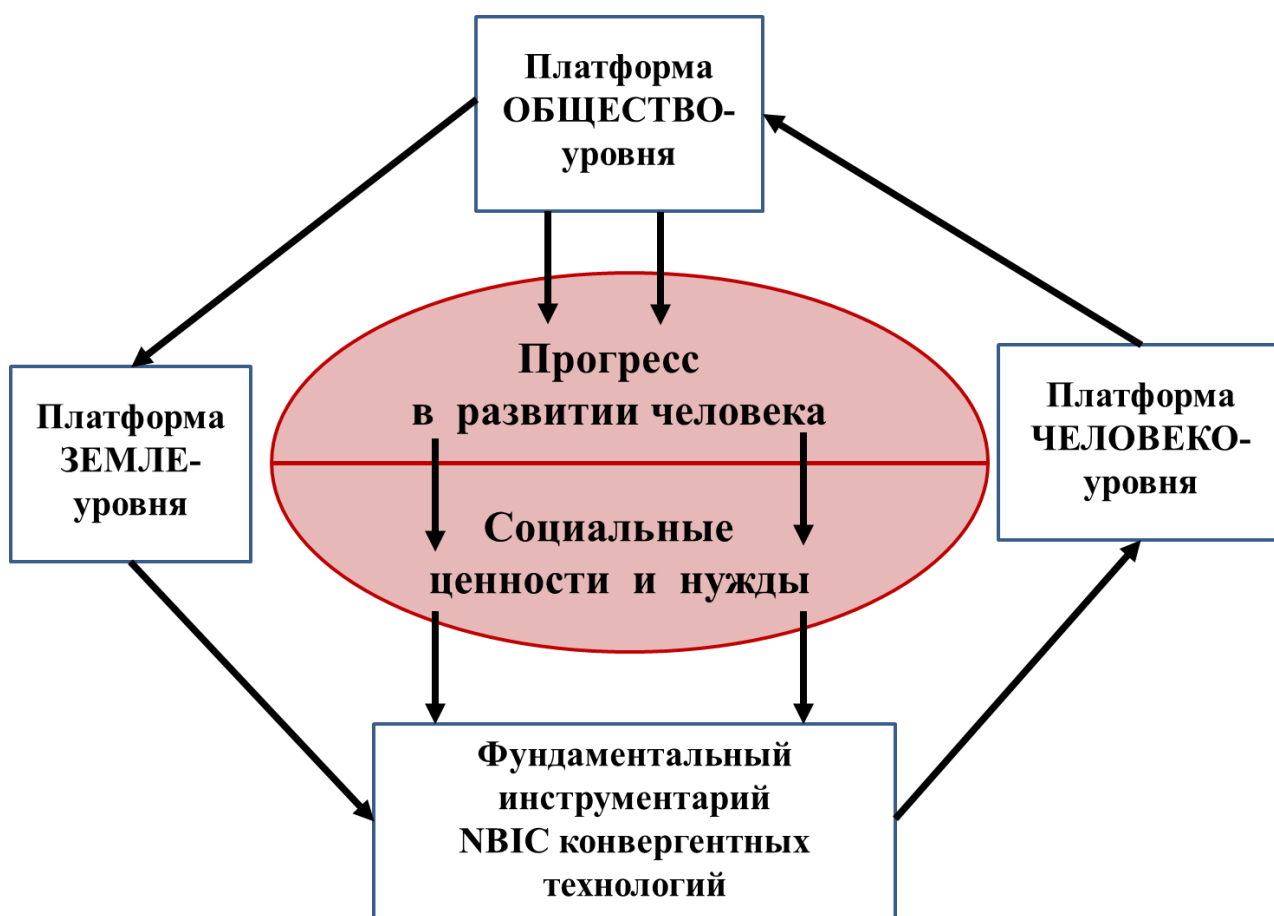 Платформа
ОБЩЕСТВО-
уровня
Прогресс
в развитии человека
Платформа
ЗЕМЛЕ-
уровня
Платформа
ЧЕЛОВЕКО-
уровня
Социальные
ценности и нужды
Фундаментальный
инструментарий
NBIC конвергентных
технологий